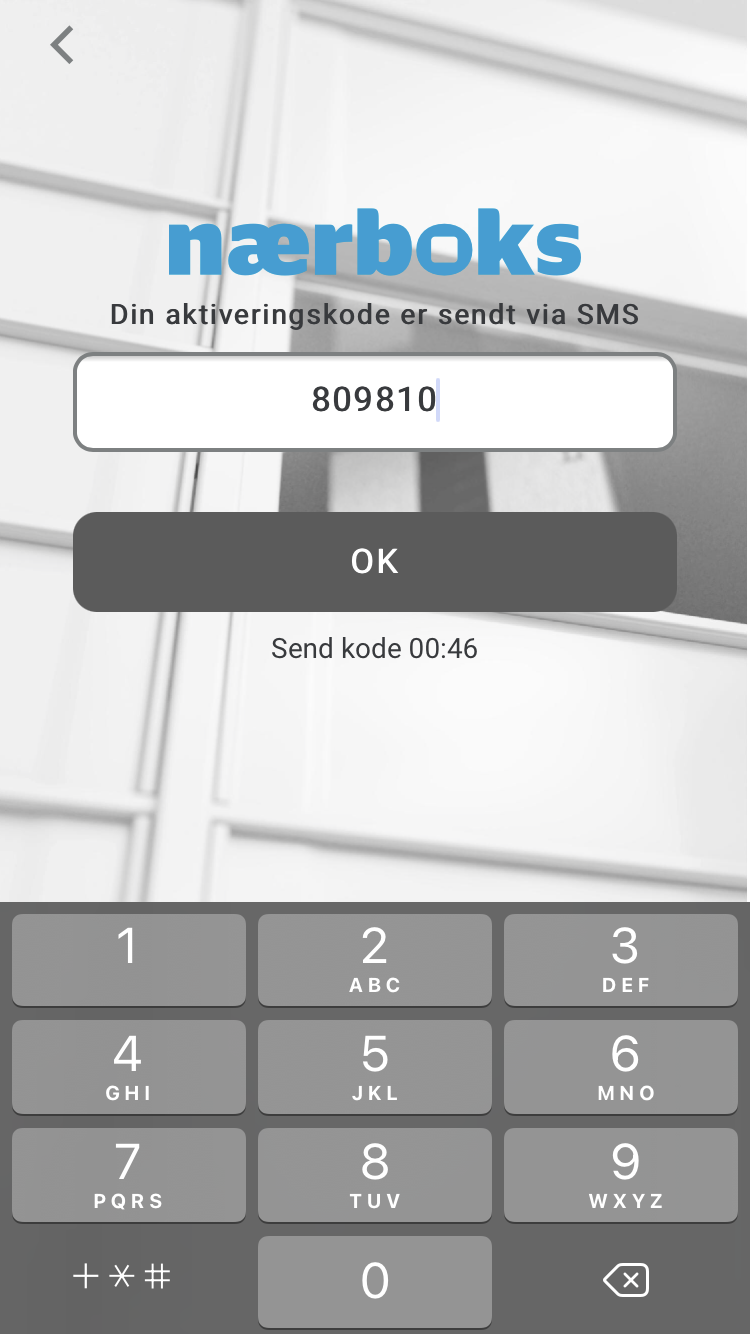 nærboks
Din aktiveringskode er sendt via SMS
809810
OK
Send kode 00:46
1
2
ABC
3
DEF
4
GHI
5
JKL
6
MNO
7
PQRS
8
TUV
9
WXYZ
+*#
0